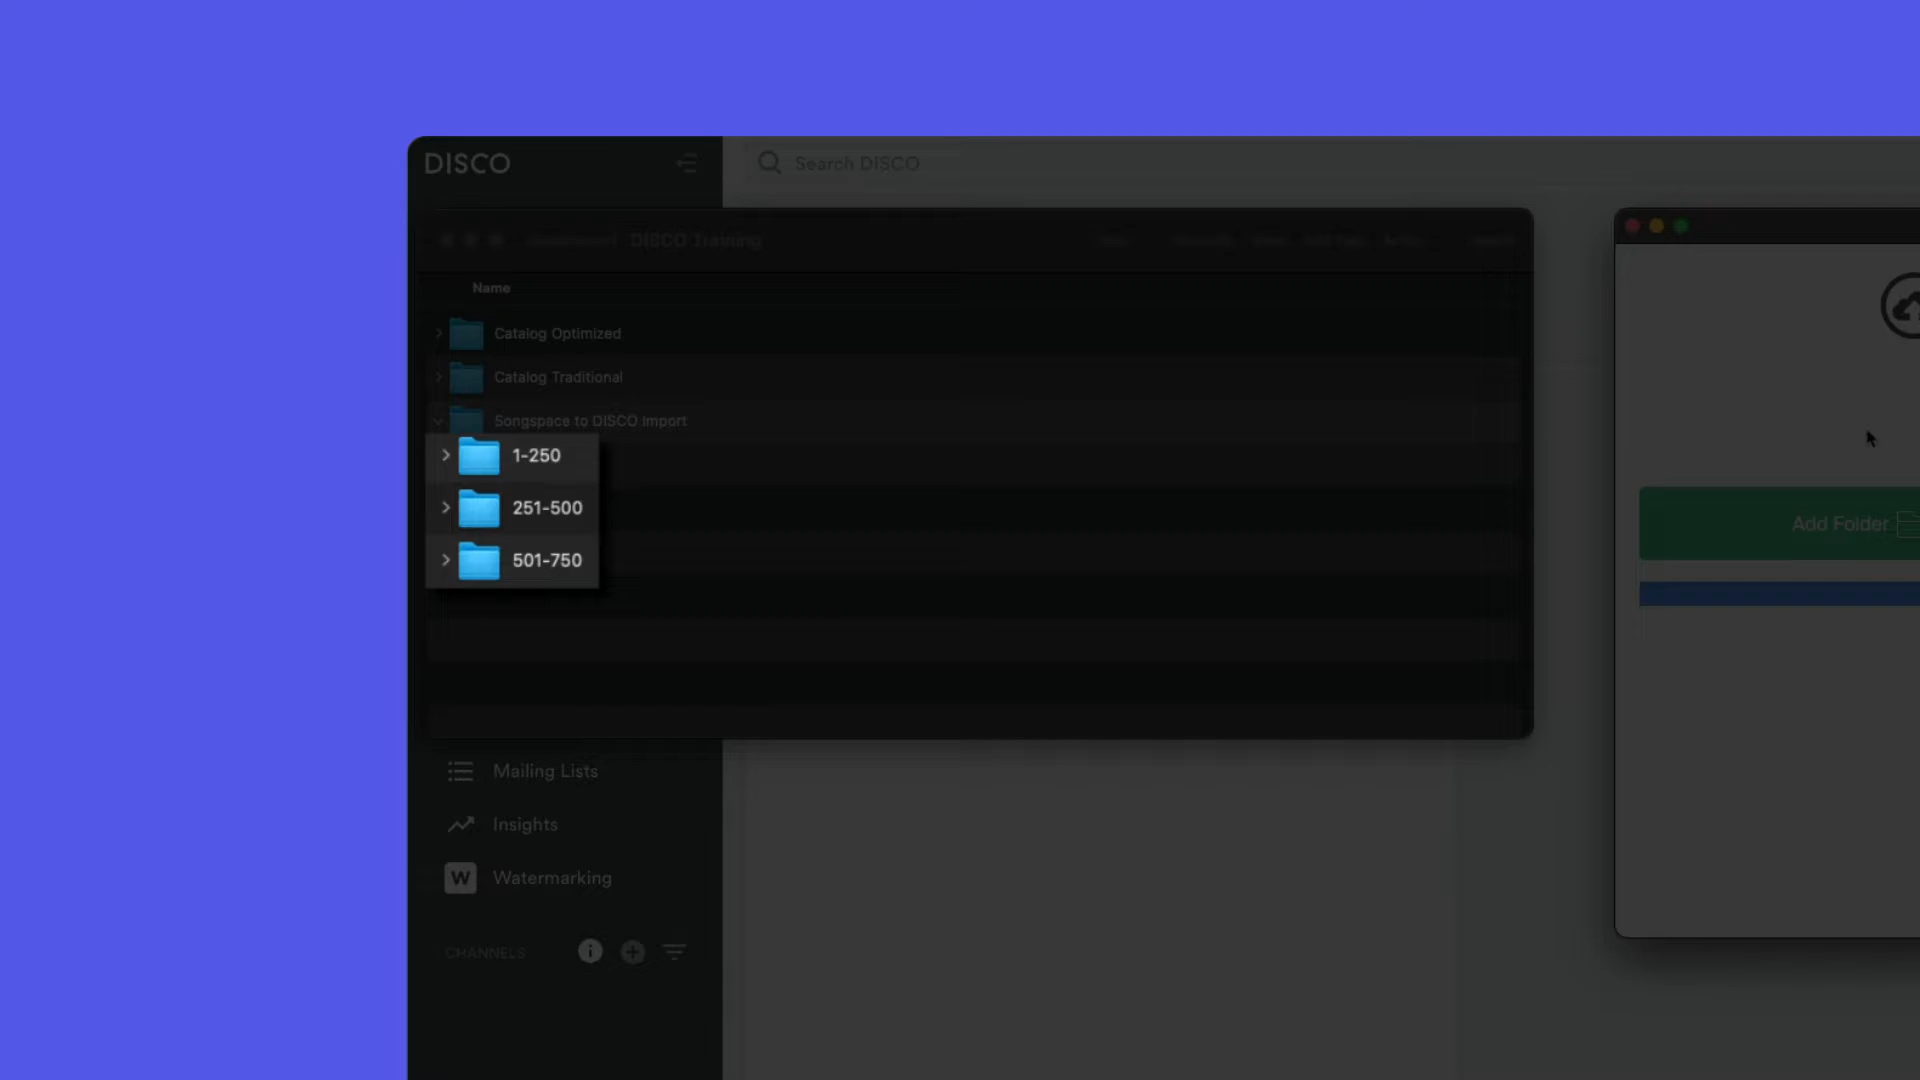 DISCO
Search DISCO
DISCO Training
Name
Catalog Optimized
Catalog Traditional
Songspace to DISCO Import
1-250
251-500
501-750
Add Folder
Mailing Lists
Insights
W Watermarking
CHANNELS